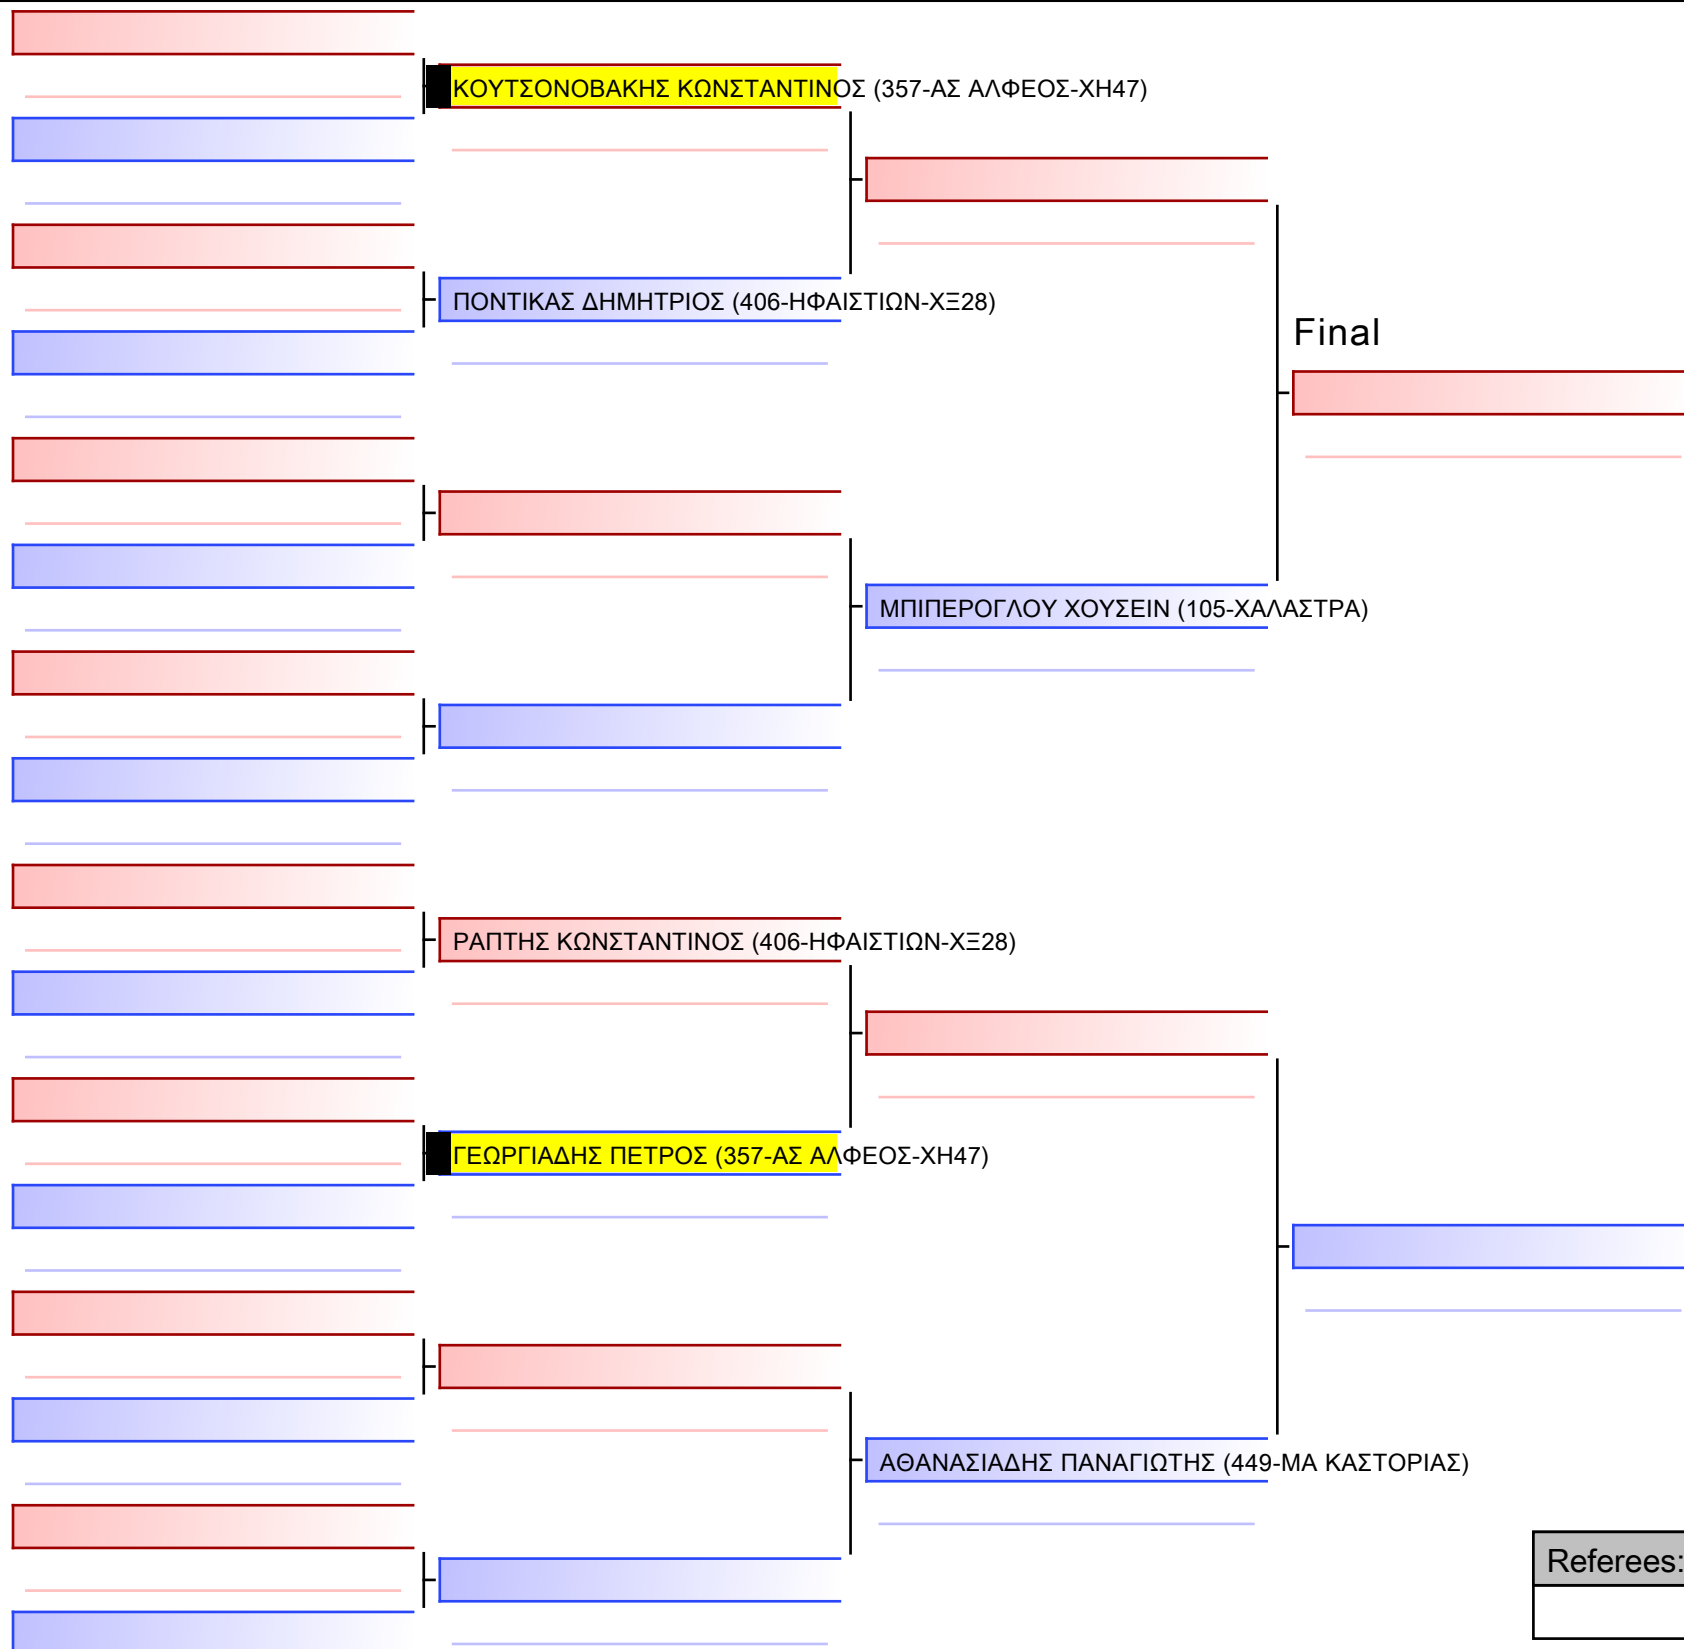 ΚΟΥΤΣΟΝΟΒΑΚΗΣ ΚΩΝΣΤΑΝΤΙΝΟΣ (357-ΑΣ ΑΛΦΕΟΣ-ΧΗ47)
ΠΟΝΤΙΚΑΣ ΔΗΜΗΤΡΙΟΣ (406-ΗΦΑΙΣΤΙΩΝ-ΧΞ28)
Final
ΜΠΙΠΕΡΟΓΛΟΥ ΧΟΥΣΕΙΝ (105-ΧΑΛΑΣΤΡΑ)
ΡΑΠΤΗΣ ΚΩΝΣΤΑΝΤΙΝΟΣ (406-ΗΦΑΙΣΤΙΩΝ-ΧΞ28)
ΓΕΩΡΓΙΑΔΗΣ ΠΕΤΡΟΣ (357-ΑΣ ΑΛΦΕΟΣ-ΧΗ47)
ΑΘΑΝΑΣΙΑΔΗΣ ΠΑΝΑΓΙΩΤΗΣ (449-ΜΑ ΚΑΣΤΟΡΙΑΣ)
Referees: